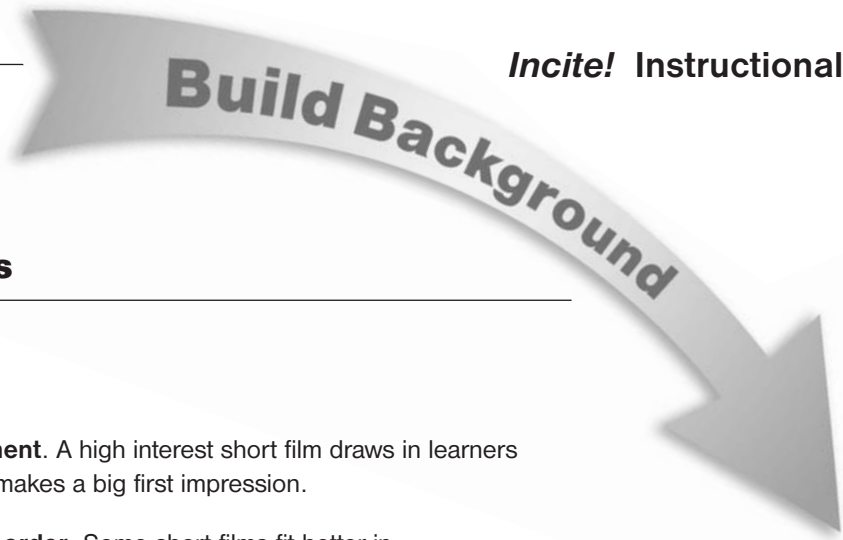 Incite! Instructional
Build Background
s
ment. A high interest short film draws in learners
makes a big first impression.
order. Some short films fit better in